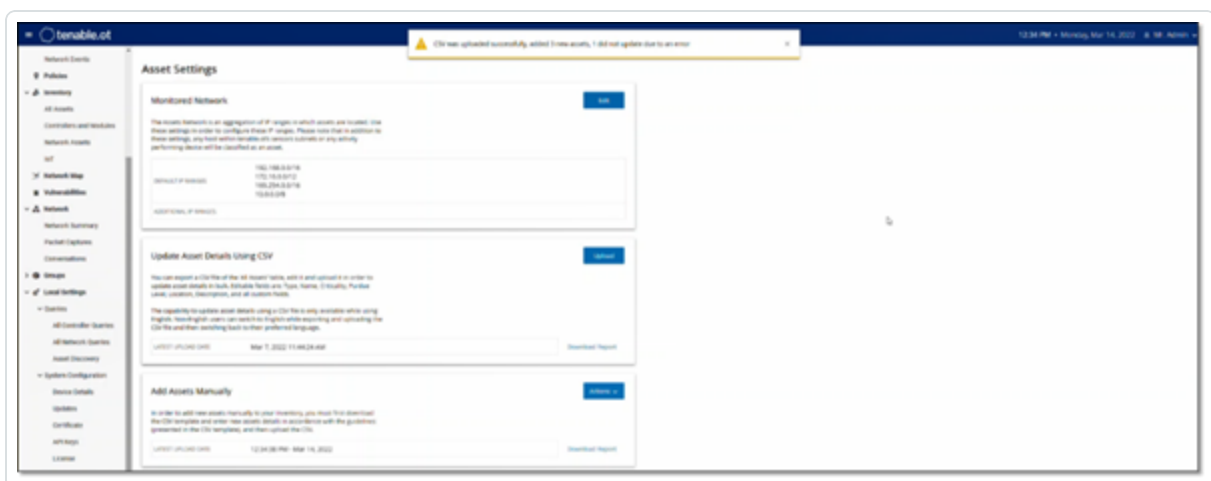 tenable.ot
CSV was uploaded successfully, added 3 new assets, 1 did not update due to an error
12:34 PM • Monday, Mar 14, 2022
Mr. Admin
Network Events
Policies
Inventory
All Assets
Controllers and Modules
Network Assets
IoT
Network Map
Vulnerabilities
Network
Network Summary
Packet Captures
Conversations
Groups
Local Settings
Queries
All Controller Queries
All Network Queries
Asset Discovery
System Configuration
Device Details
Updates
Certificate
API Keys
License
Asset Settings
Monitored Network
Edit
The Assets Network is an aggregation of IP ranges in which assets are located. Use
these settings in order to configure these IP ranges. Please note that in addition to
these settings, any host within tenable.ot's sensors subnets or any activity
performing device will be classified as an asset.
DEFAULT IP RANGES
192.168.0.0/16
172.16.0.0/12
169.254.0.0/16
10.0.0.0/8
ADDITIONAL IP RANGES
Update Asset Details Using CSV
Upload
You can export a CSV file of the 'All Assets' table, edit it and upload it in order to
update asset details in bulk. Editable fields are: Type, Name, Criticality, Purdue
Level, Location, Description, and all custom fields.
The capability to update asset details using a CSV file is only available while using
English. Non-English users can switch to English while exporting and uploading the
CSV file and then switching back to their preferred language.
LATEST UPLOAD DATE
Mar 7, 2022 11:44:24 AM
Download Report
Add Assets Manually
Actions
In order to add new assets manually to your inventory, you must first download
the CSV template and enter new assets details in accordance with the guidelines
(presented in the CSV template), and then upload the CSV.
LATEST UPLOAD DATE
12:34:38 PM · Mar 14, 2022
Download Report